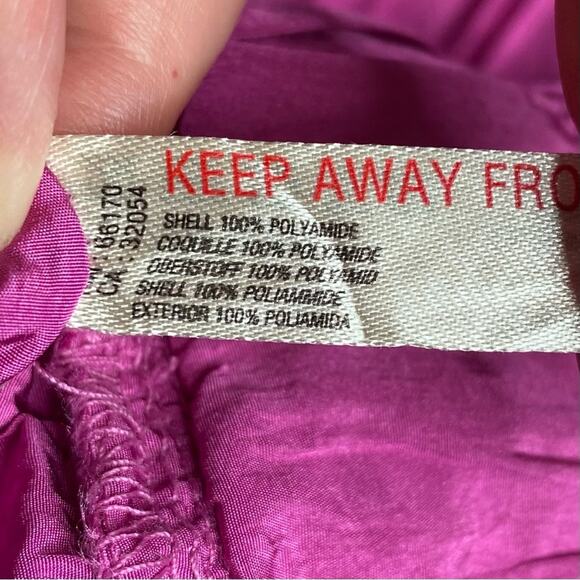 KEEP AWAY FRO
SHELL 100% POLYAMIDE
COQUILLE 100% POLYAMIDE
OBERSTOFF 100% POLYAMID
SHELL 100% POLIAMMIDE
EXTERIOR 100% POLIAMIDA
: 66170
CA : 32054